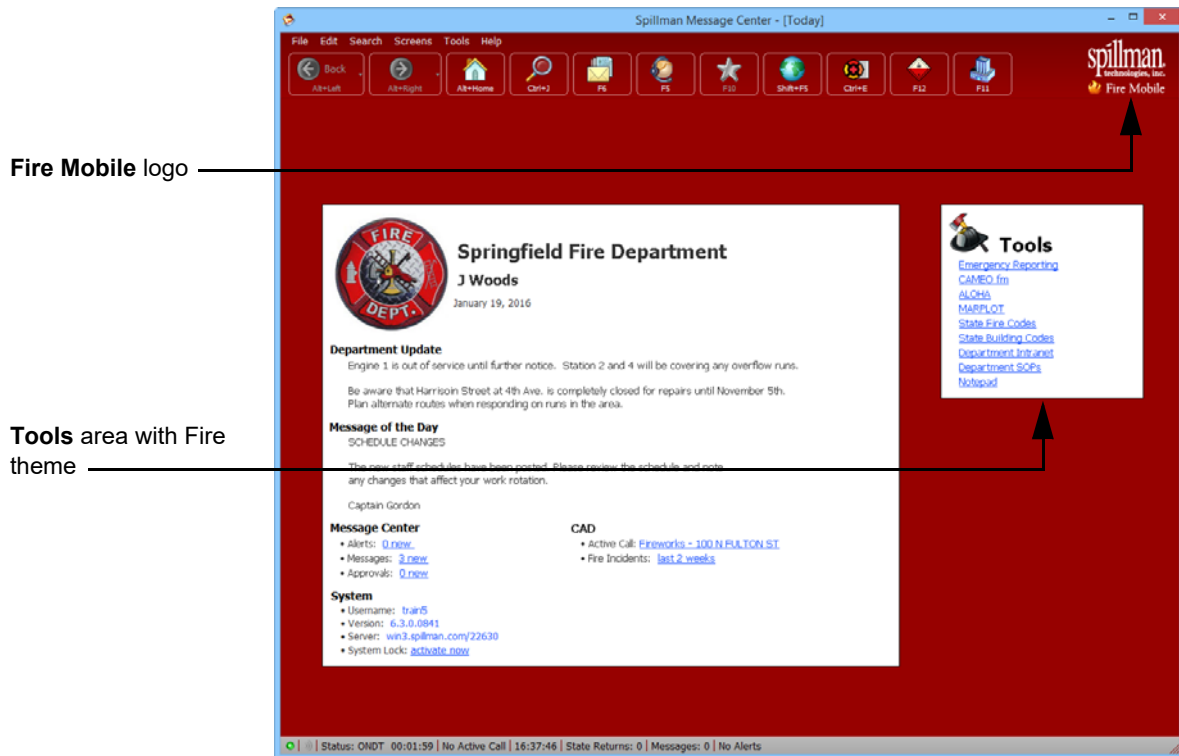 Spillman Message Center - [Today]
File Edit Search Screens Tools Help
Back
Alt+Left
Alt+Right
Alt+Home
Ctrl+J
F6
F5
F10
Shift+F5
Ctrl+E
F12
F11
spillman
technologies, inc.
Fire Mobile
Fire Mobile logo
FIRE
DEPT.
Springfield Fire Department
J Woods
January 19, 2016
Department Update
Engine 1 is out of service until further notice. Station 2 and 4 will be covering any overflow runs.
Be aware that Harrisoin Street at 4th Ave. is completely closed for repairs until November 5th.
Plan alternate routes when responding on runs in the area.
Message of the Day
SCHEDULE CHANGES
The new staff schedules have been posted. Please review the schedule and note
any changes that affect your work rotation.
Captain Gordon
Message Center
• Alerts: 0 new
• Messages: 3 new
• Approvals: 0 new
CAD
• Active Call: Fireworks - 100 N FULTON ST
• Fire Incidents: last 2 weeks
System
• Username: train5
• Version: 6.3.0.0841
• Server: win3.spillman.com/22630
• System Lock: activate now
Tools
Emergency Reporting
CAMEO fm
ALOHA
MARPLOT
State Fire Codes
State Building Codes
Department Intranet
Department SOPs
Notepad
Tools area with Fire
theme
Status: ONDT 00:01:59 | No Active Call | 16:37:46 | State Returns: 0 | Messages: 0 | No Alerts